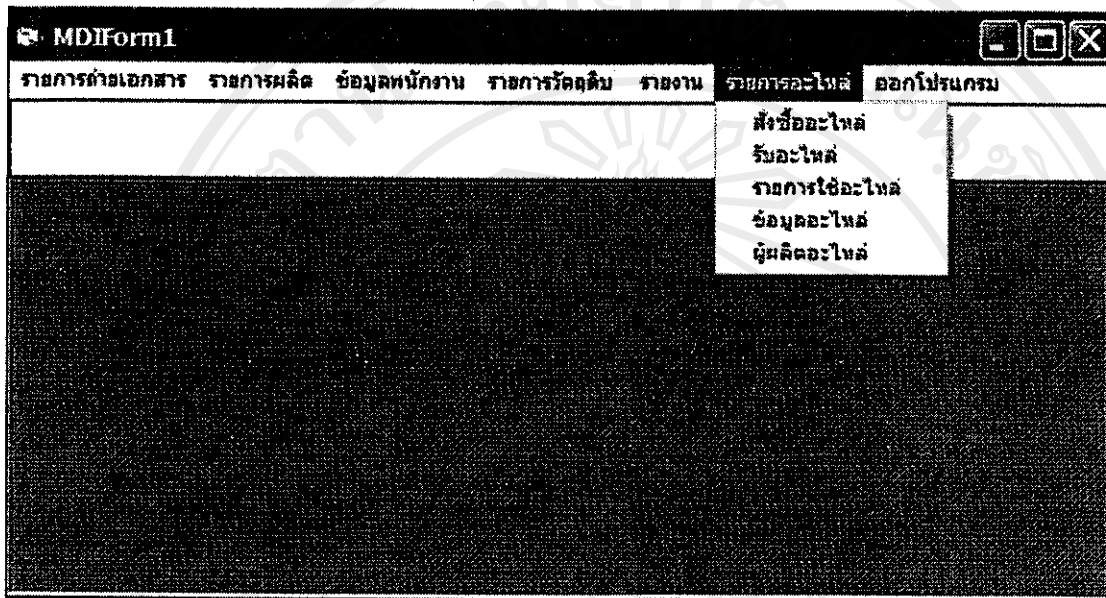 MDIForm1
รายการถ่ายเอกสาร รายการผลิต ข้อมูลพนักงาน รายการวัตถุดิบ รายงาน รายการอะไหล่ ออกโปรแกรม
สั่งซื้ออะไหล่
รับอะไหล่
รายการใช้อะไหล่
ข้อมูลอะไหล่
ผู้ผลิตอะไหล่